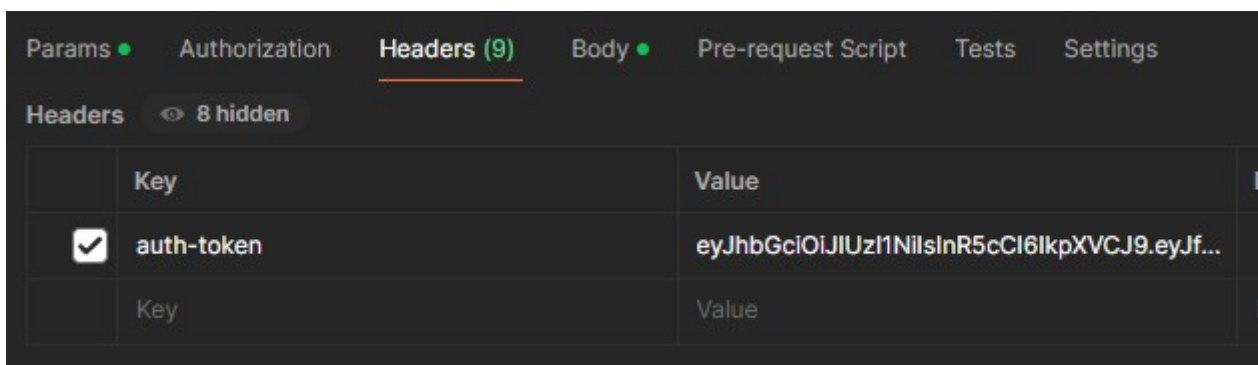 Params Authorization Headers (9) Body Pre-request Script Tests Settings
Headers 8 hidden
Key Value
auth-token eyJhbGciOiJIUzI1NiIsInR5cCI6IkpXVCJ9.eyJf...
Key Value